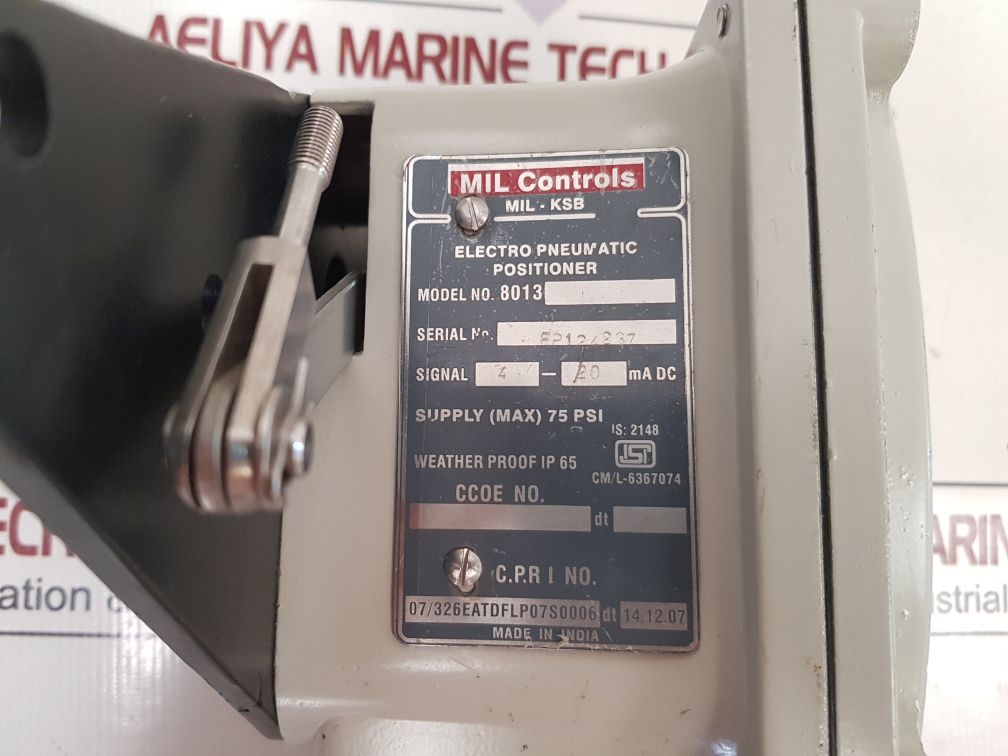 AELIYA MARINE TECH
MIL Controls
MIL - KSB
ELECTRO PNEUMATIC
POSITIONER
MODEL NO. 8013
SERIAL No.
SIGNAL 4 — 20 mA DC
SUPPLY (MAX) 75 PSI
IS: 2148
ISI
WEATHER PROOF IP 65
CM/L-6367074
CCOE NO.
dt
C.P.R I NO.
07/326EATDFLP07S0006 dt 14.12.07
MADE IN INDIA